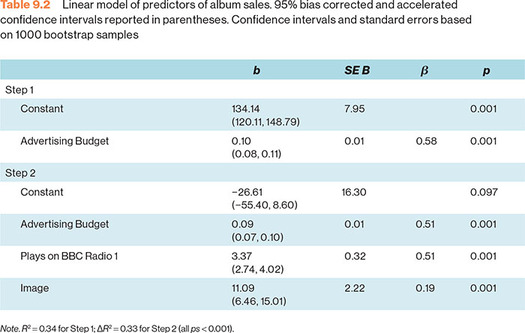 Table 9.2 Linear model of predictors of album sales. 95% bias corrected and accelerated
confidence intervals reported in parentheses. Confidence intervals and standard errors based
on 1000 bootstrap samples
b SE B β p
Step 1
Constant 134.14 7.95 0.001
(120.11, 148.79)
Advertising Budget 0.10 0.01 0.58 0.001
(0.08, 0.11)
Step 2
Constant −26.61 16.30 0.097
(−55.40, 8.60)
Advertising Budget 0.09 0.01 0.51 0.001
(0.07, 0.10)
Plays on BBC Radio 1 3.37 0.32 0.51 0.001
(2.74, 4.02)
Image 11.09 2.22 0.19 0.001
(6.46, 15.01)
Note. R² = 0.34 for Step 1; ΔR² = 0.33 for Step 2 (all ps < 0.001).